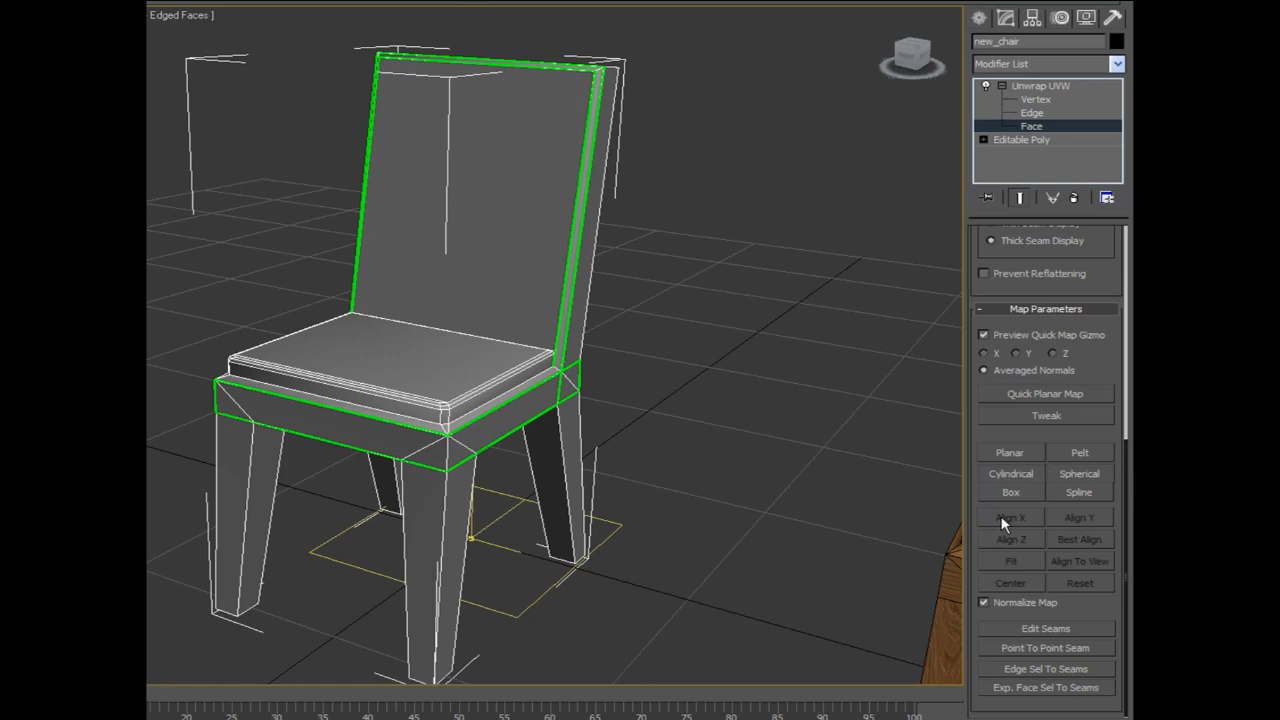 Edged Faces ]
new_chair
Modifier List
Unwrap UVW
Vertex
Edge
Face
Editable Poly
Thick Seam Display
Prevent Reflattening
Map Parameters
Preview Quick Map Gizmo
X Y Z
Averaged Normals
Quick Planar Map
Tweak
Planar Pelt
Cylindrical Spherical
Box Spline
Align X Align Y
Align Z Best Align
Fit Align To View
Center Reset
Normalize Map
Edit Seams
Point To Point Seam
Edge Sel To Seams
Exp. Face Sel To Seams
20 25 30 35 40 45 50 55 60 65 70 75 80 85 90 95 100